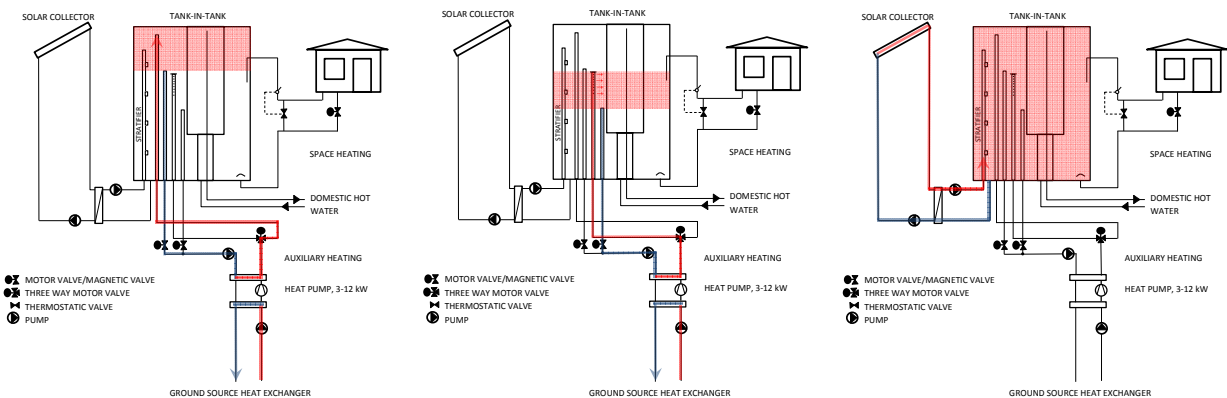 SOLAR COLLECTOR
TANK-IN-TANK
STRATIFIER
SPACE HEATING
DOMESTIC HOT
WATER
AUXILIARY HEATING
MOTOR VALVE/MAGNETIC VALVE
THREE WAY MOTOR VALVE
THERMOSTATIC VALVE
PUMP
HEAT PUMP, 3-12 kW
GROUND SOURCE HEAT EXCHANGER
SOLAR COLLECTOR
TANK-IN-TANK
STRATIFIER
SPACE HEATING
DOMESTIC HOT
WATER
AUXILIARY HEATING
MOTOR VALVE/MAGNETIC VALVE
THREE WAY MOTOR VALVE
THERMOSTATIC VALVE
PUMP
HEAT PUMP, 3-12 kW
GROUND SOURCE HEAT EXCHANGER
SOLAR COLLECTOR
TANK-IN-TANK
STRATIFIER
SPACE HEATING
DOMESTIC HOT
WATER
AUXILIARY HEATING
MOTOR VALVE/MAGNETIC VALVE
THREE WAY MOTOR VALVE
THERMOSTATIC VALVE
PUMP
HEAT PUMP, 3-12 kW
GROUND SOURCE HEAT EXCHANGER